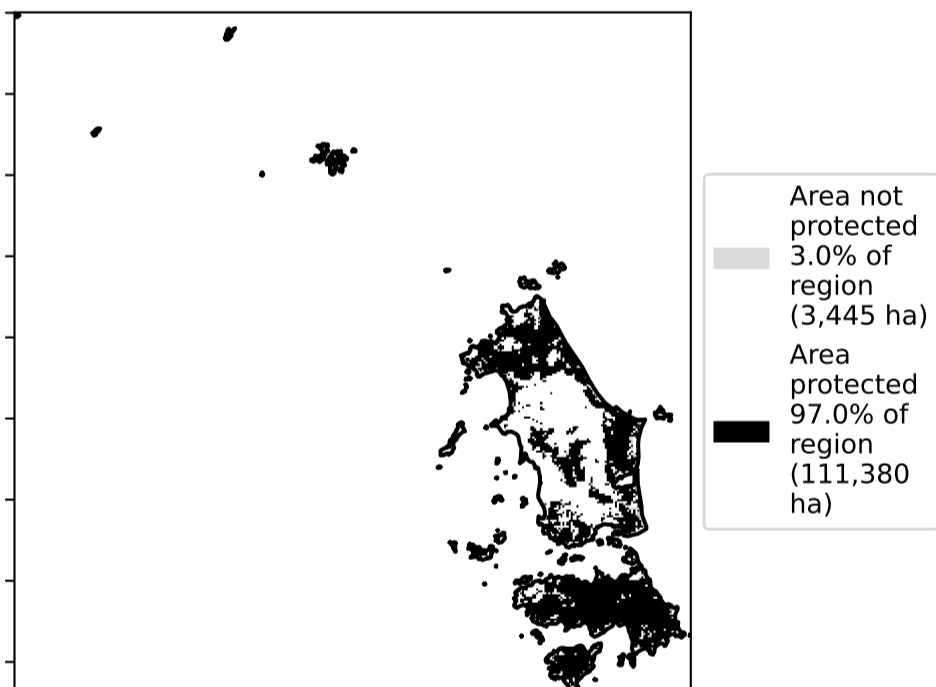 Area not
protected
3.0% of
region
(3,445 ha)
Area
protected
97.0% of
region
(111,380
ha)